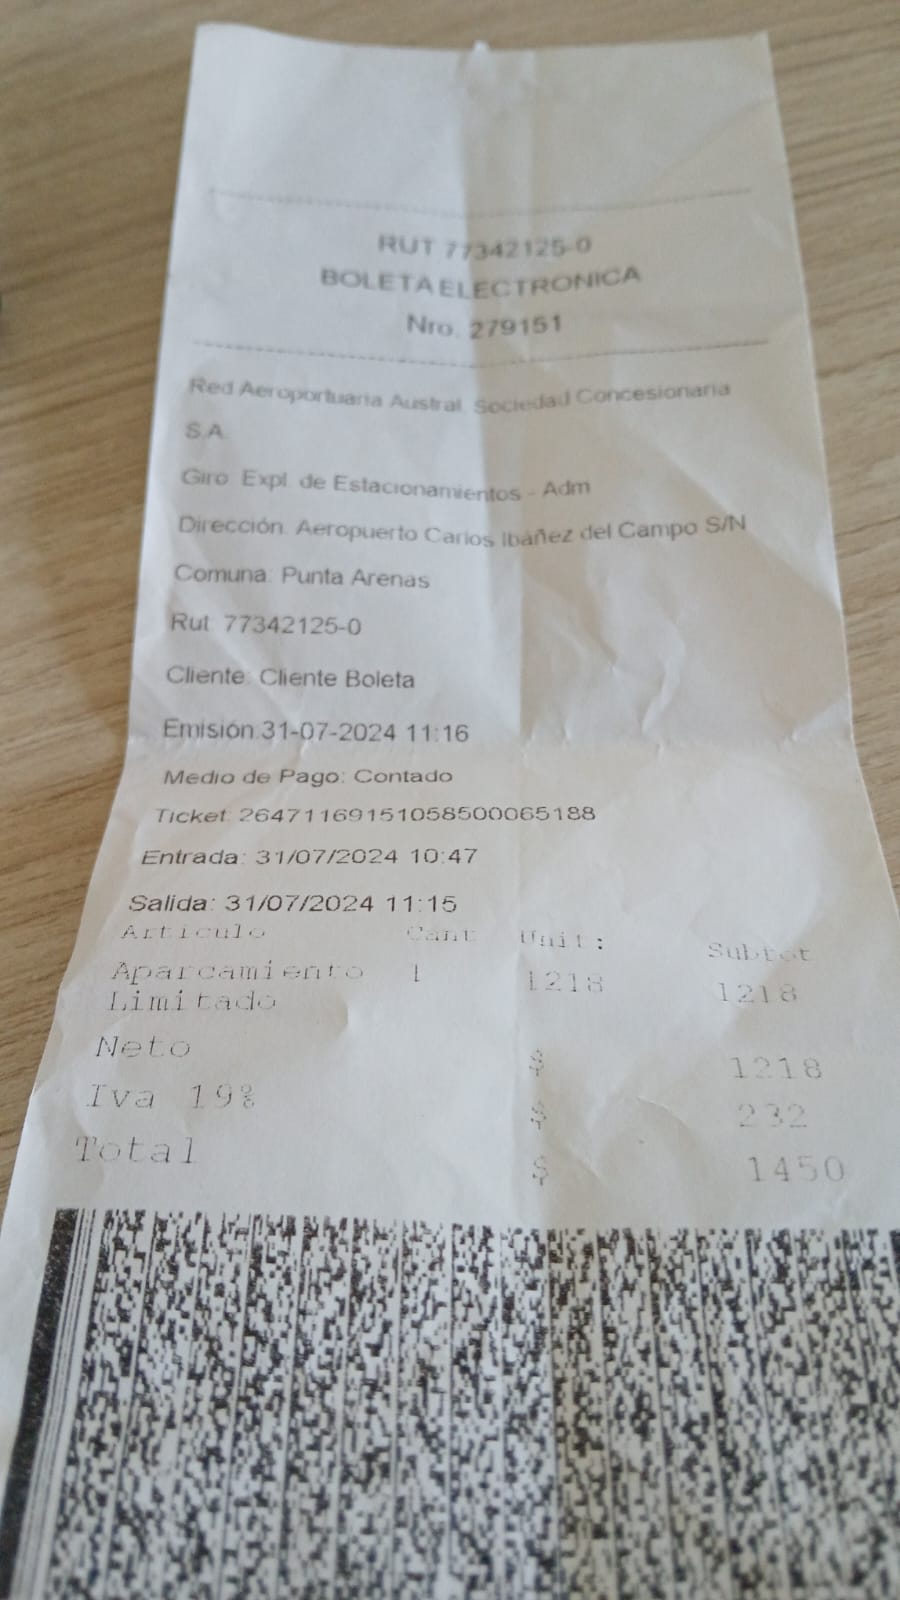 RUT 77342125-0
BOLETA ELECTRONICA
Nro. 279151
Red Aeroportuaria Austral Sociedad Concesionaria
S.A.
Giro: Expl. de Estacionamientos - Adm
Dirección: Aeropuerto Carlos Ibáñez del Campo S/N
Comuna: Punta Arenas
Rut: 77342125-0
Cliente: Cliente Boleta
Emisión:31-07-2024 11:16
Medio de Pago: Contado
Ticket: 26471169151058500065188
Entrada: 31/07/2024 10:47
Salida: 31/07/2024 11:15
Artículo Cant Unit: Subtot
Aparcamiento 1 1218 1218
Limitado
Neto $ 1218
Iva 19% $ 232
Total $ 1450